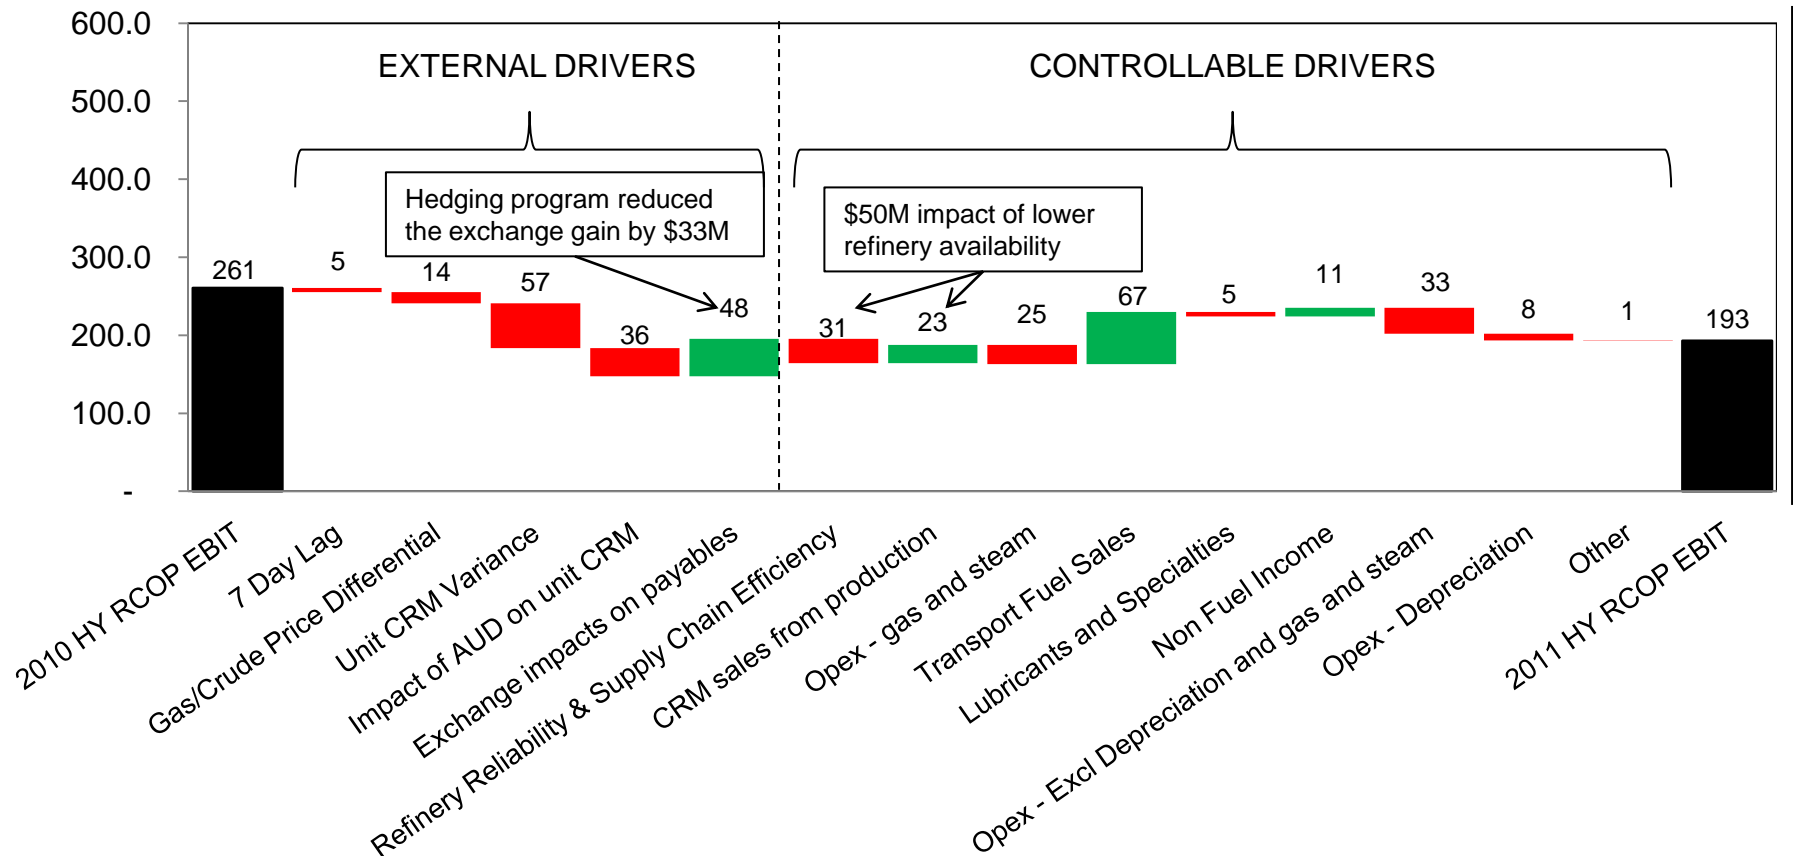 600.0
500.0
400.0
300.0
200.0
100.0
-
EXTERNAL DRIVERS
CONTROLLABLE DRIVERS
Hedging program reduced
the exchange gain by $33M
$50M impact of lower
refinery availability
261
5
14
57
36
48
31
23
25
67
5
11
33
8
1
193
2010 HY RCOP EBIT
7 Day Lag
Gas/Crude Price Differential
Unit CRM Variance
Impact of AUD on unit CRM
Exchange impacts on payables
Refinery Reliability & Supply Chain Efficiency
CRM sales from production
Opex - gas and steam
Transport Fuel Sales
Lubricants and Specialties
Non Fuel Income
Opex - Excl Depreciation and gas and steam
Opex - Depreciation
Other
2011 HY RCOP EBIT